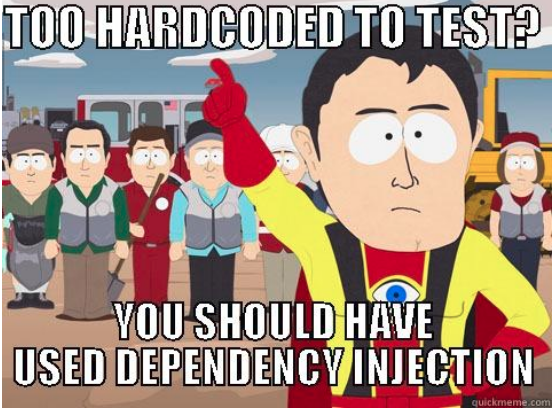 TOO HARDCODED TO TEST?
YOU SHOULD HAVE
USED DEPENDENCY INJECTION
quickmeme.com